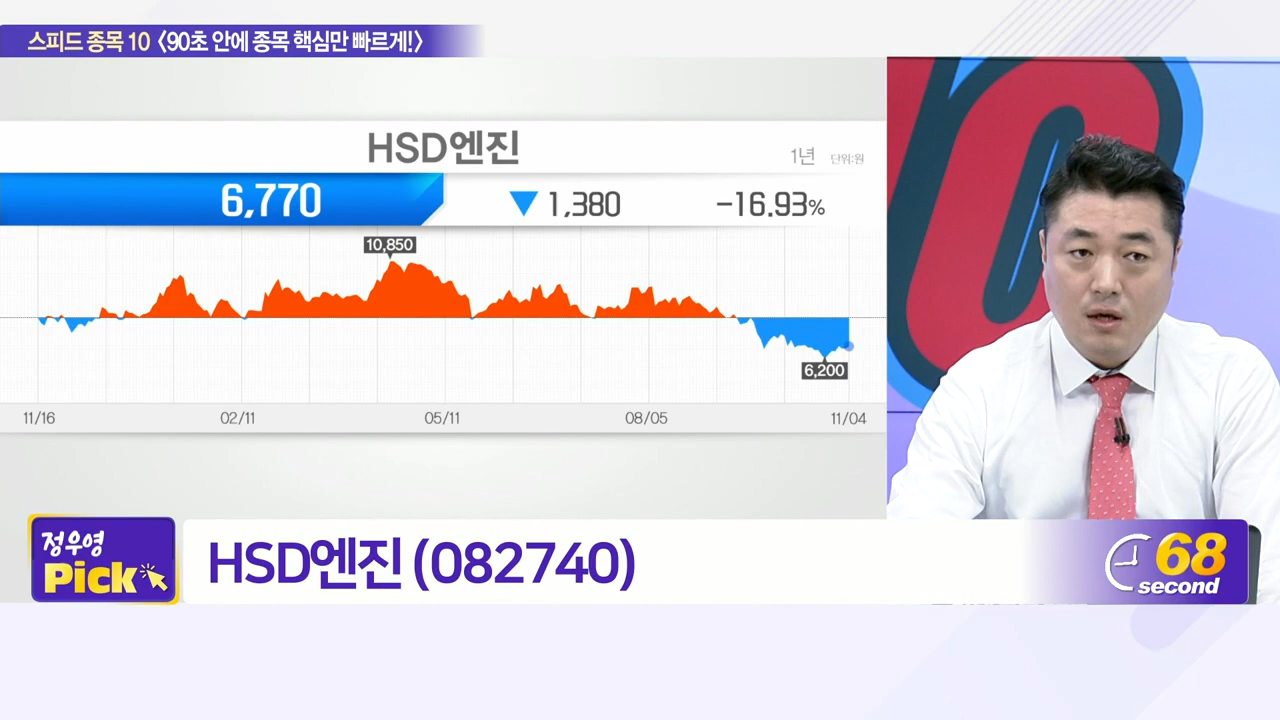 스피드 종목 10 〈90초 안에 종목 핵심만 빠르게!〉
HSD엔진
1년 단위:원
6,770 ▼ 1,380 -16.93%
10,850
6,200
11/16 02/11 05/11 08/05 11/04
정우영
Pick
HSD엔진 (082740)
68
second